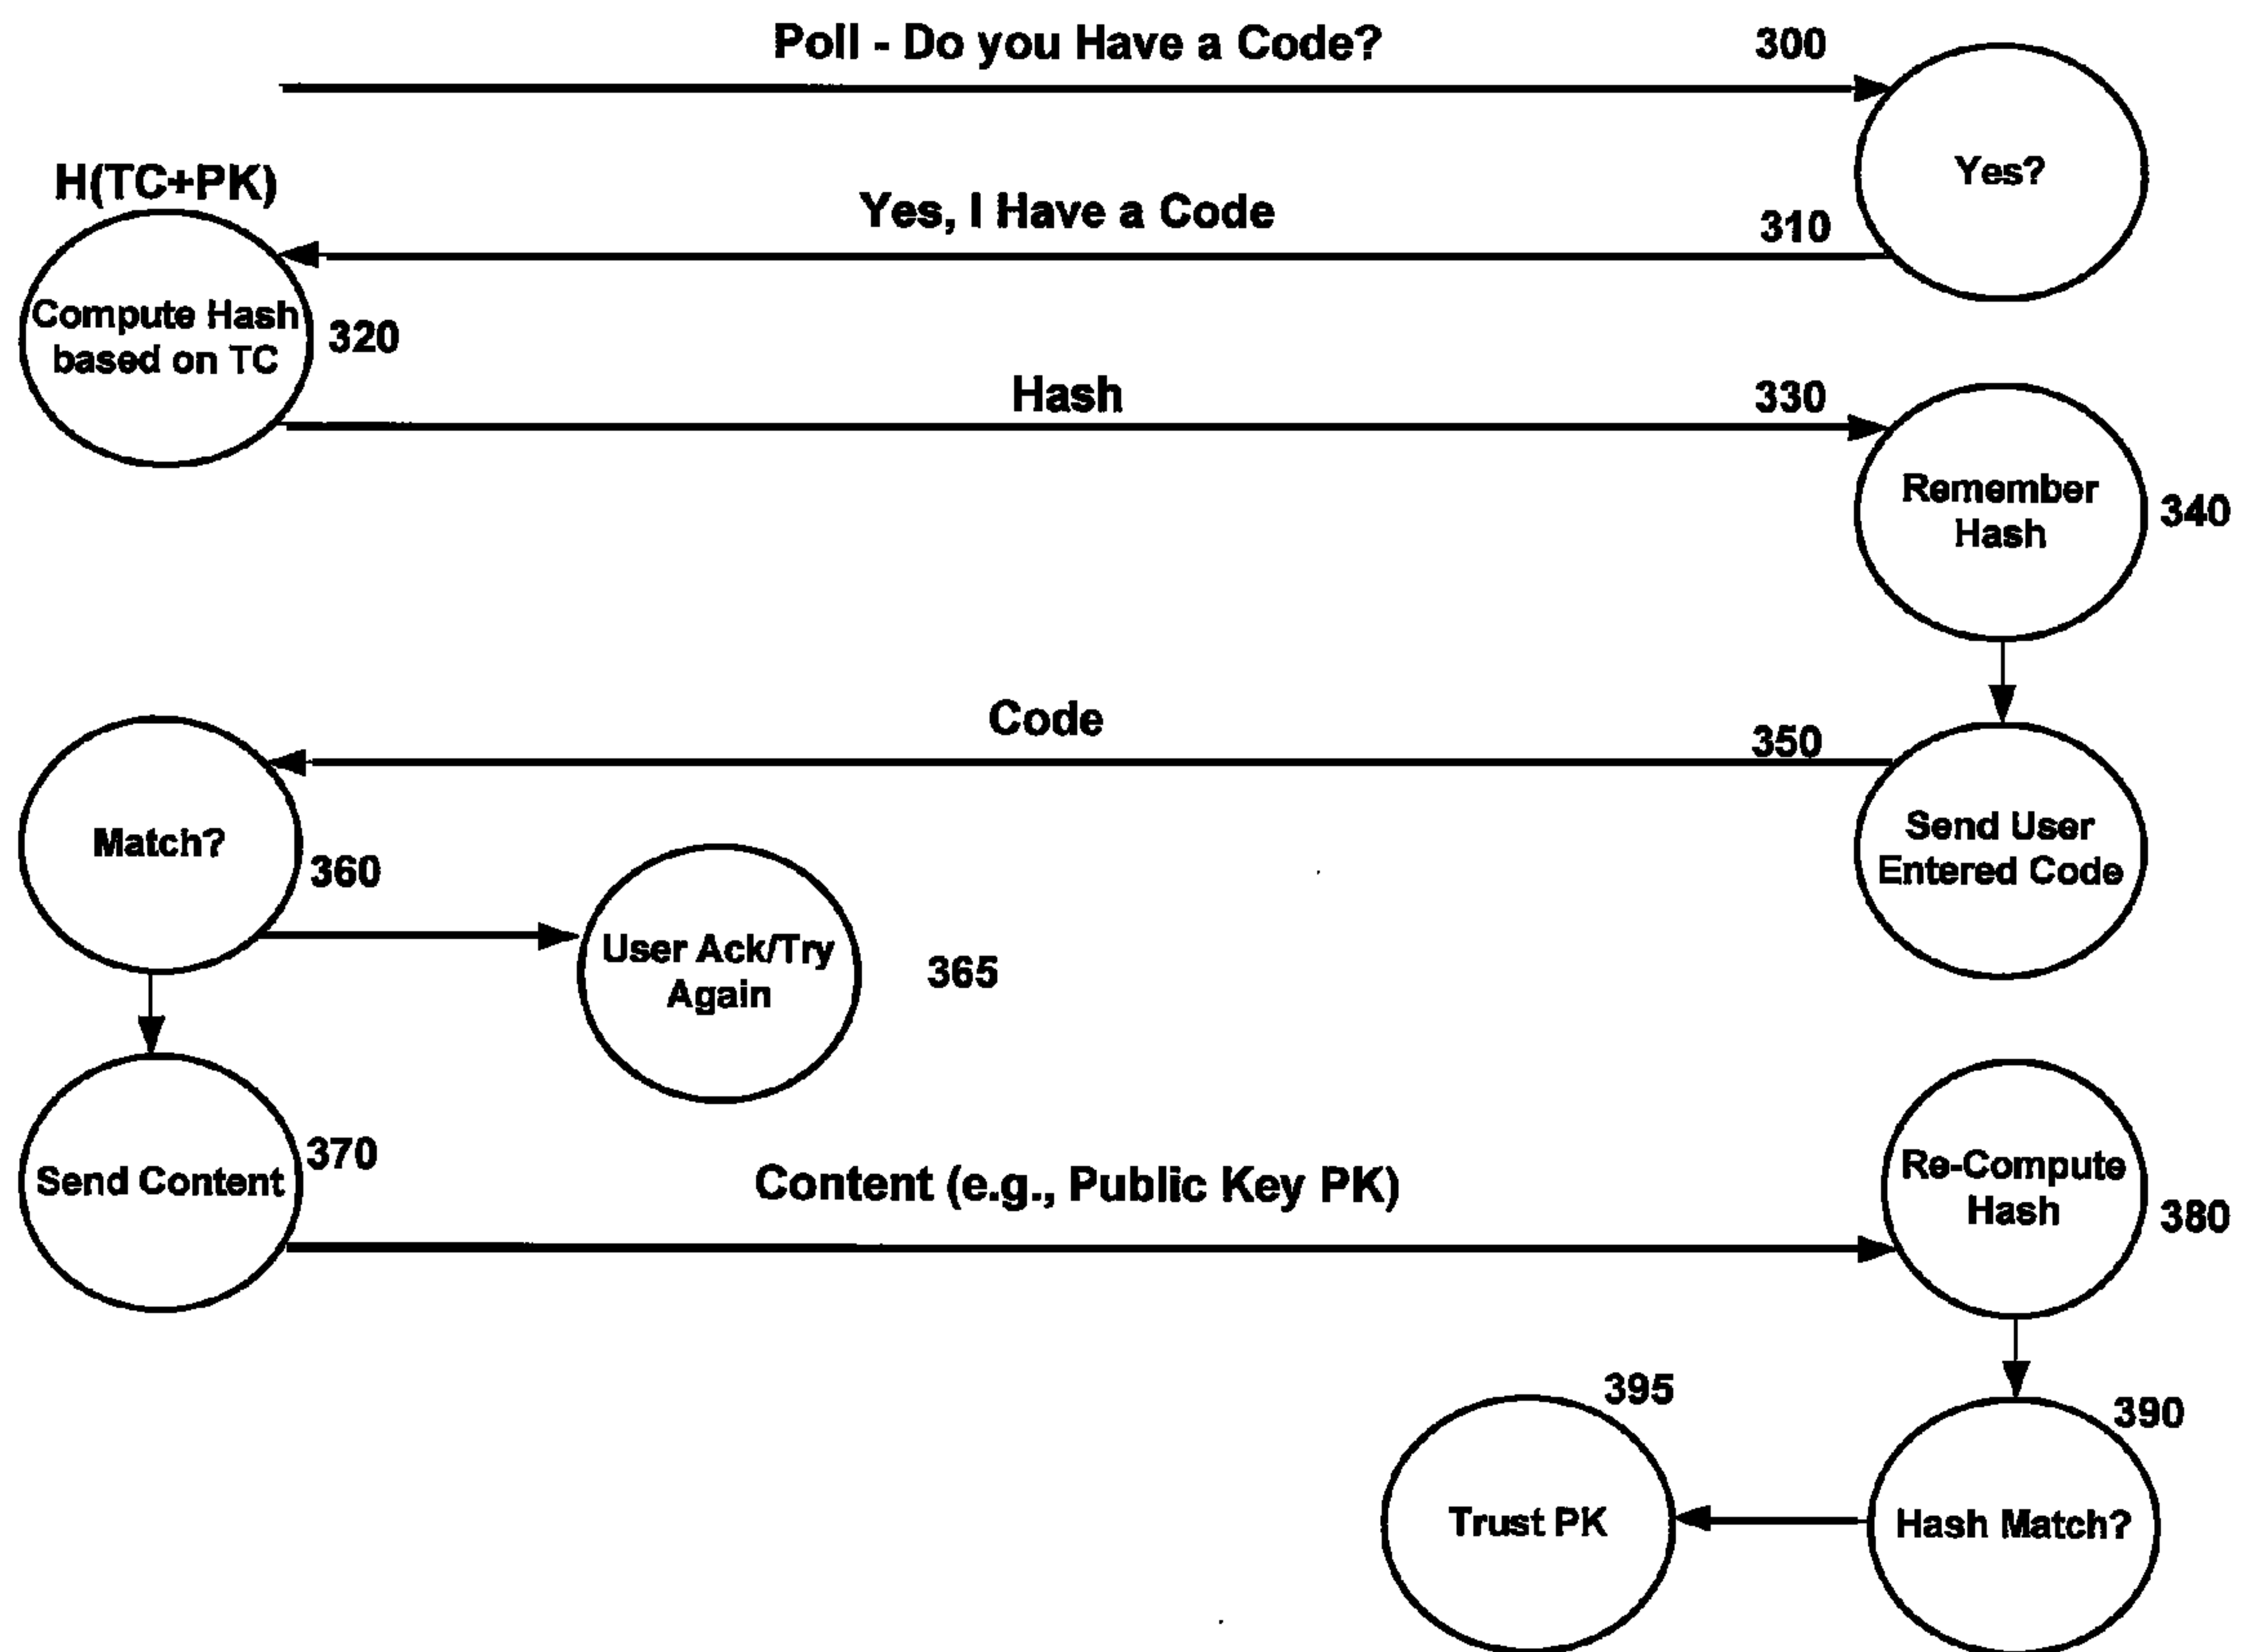 Poll - Do you Have a Code?
300
Yes?
H(TC+PK)
Yes, I Have a Code
310
Compute Hash
based on TC
320
Hash
330
Remember
Hash
340
Code
350
Match?
360
Send User
Entered Code
User Ack/Try
Again
365
Send Content
370
Content (e.g., Public Key PK)
Re-Compute
Hash
380
395
390
Trust PK
Hash Match?